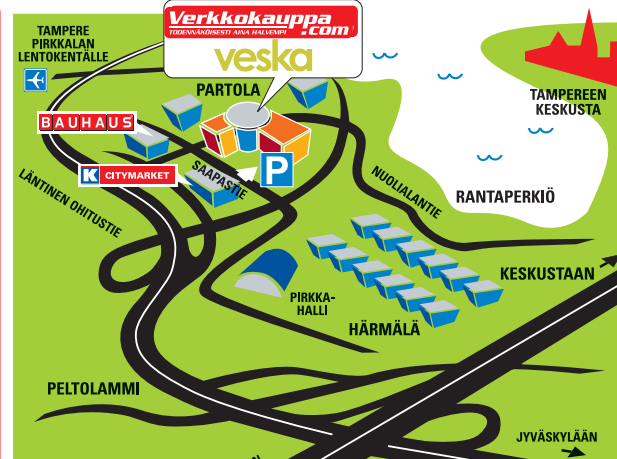 Verkkokauppa
.com
TODENNÄKÖISESTI AINA HALVEMPI
veska
TAMPERE
PIRKKALAN
LENTOKENTÄLLE
PARTOLA
TAMPEREEN
KESKUSTA
BAUHAUS
K CITYMARKET
SAAPASTIE
P
NUOLIALANTIE
LÄNTINEN OHITUSTIE
RANTAPERKIÖ
KESKUSTAAN
PIRKKA-
HALLI
HÄRMÄLÄ
PELTOLAMMI
JYVÄSKYLÄÄN